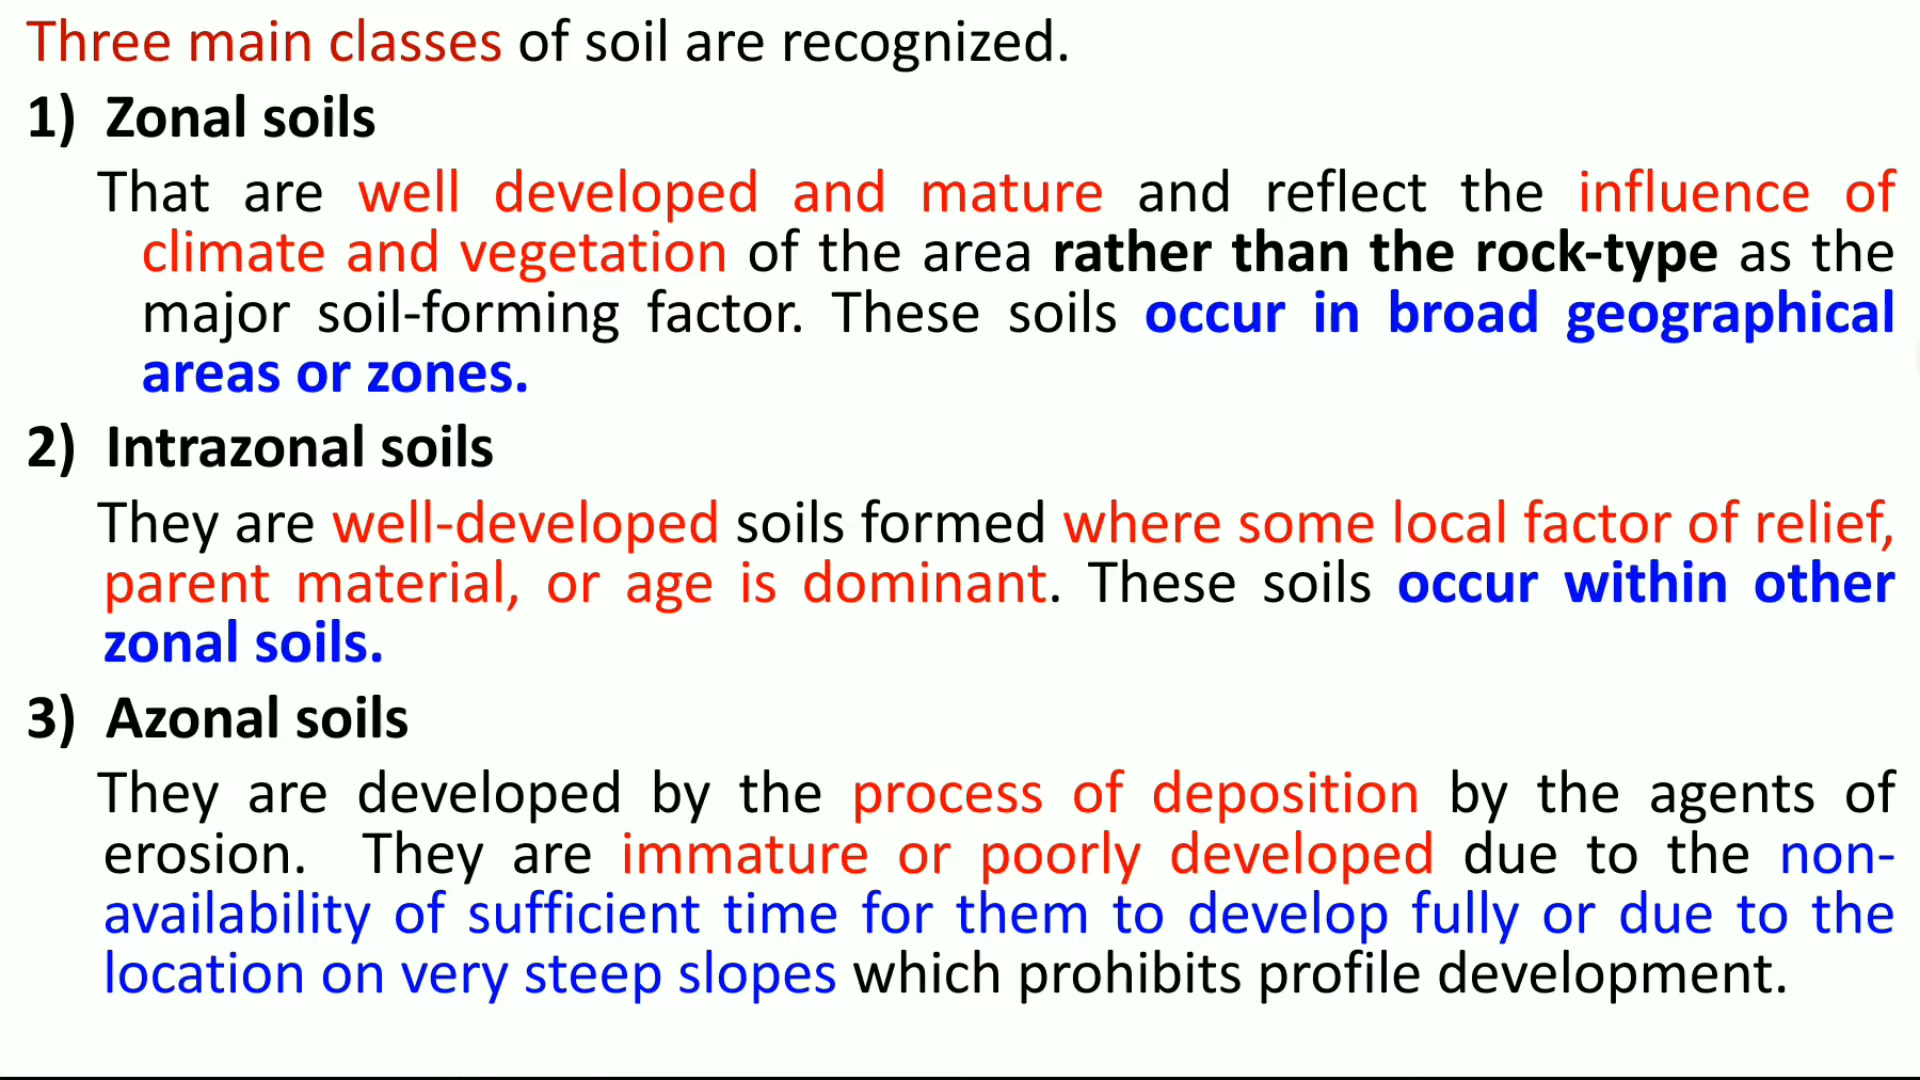 Three main classes of soil are recognized.
1) Zonal soils
That are well developed and mature and reflect the influence of
climate and vegetation of the area rather than the rock-type as the
major soil-forming factor. These soils occur in broad geographical
areas or zones.
2) Intrazonal soils
They are well-developed soils formed where some local factor of relief,
parent material, or age is dominant. These soils occur within other
zonal soils.
3) Azonal soils
They are developed by the process of deposition by the agents of
erosion. They are immature or poorly developed due to the non-
availability of sufficient time for them to develop fully or due to the
location on very steep slopes which prohibits profile development.